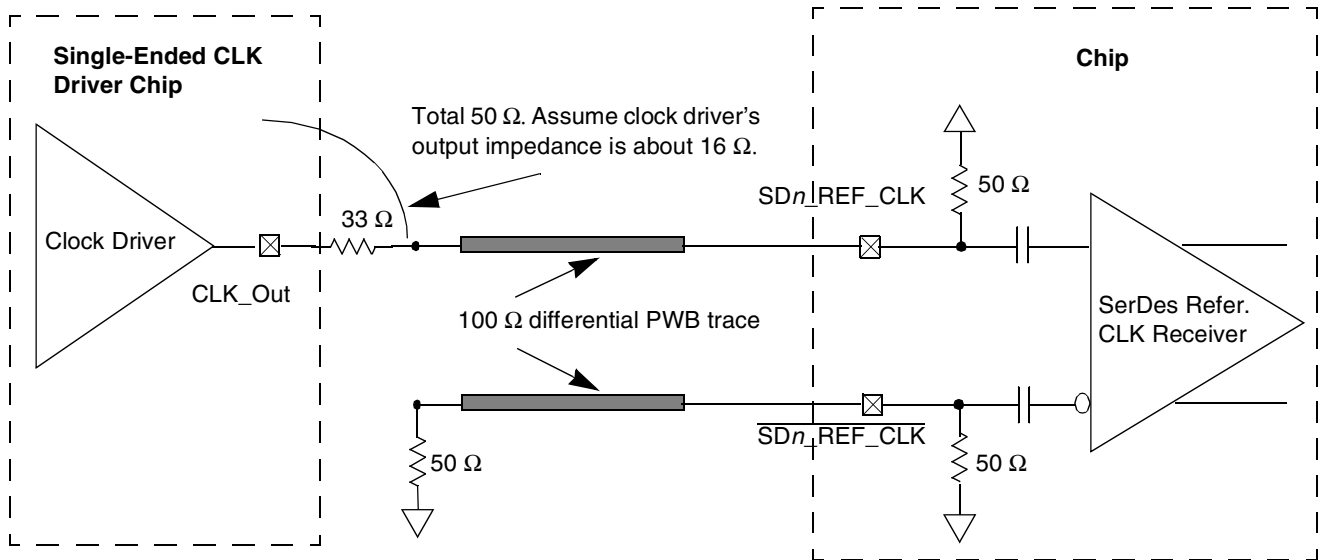 Single-Ended CLK
Driver Chip
Chip
Total 50 Ω. Assume clock driver's
output impedance is about 16 Ω.
SDn_REF_CLK
50 Ω
33 Ω
Clock Driver
CLK_Out
100 Ω differential PWB trace
SerDes Refer.
CLK Receiver
SDn_REF_CLK
50 Ω
50 Ω